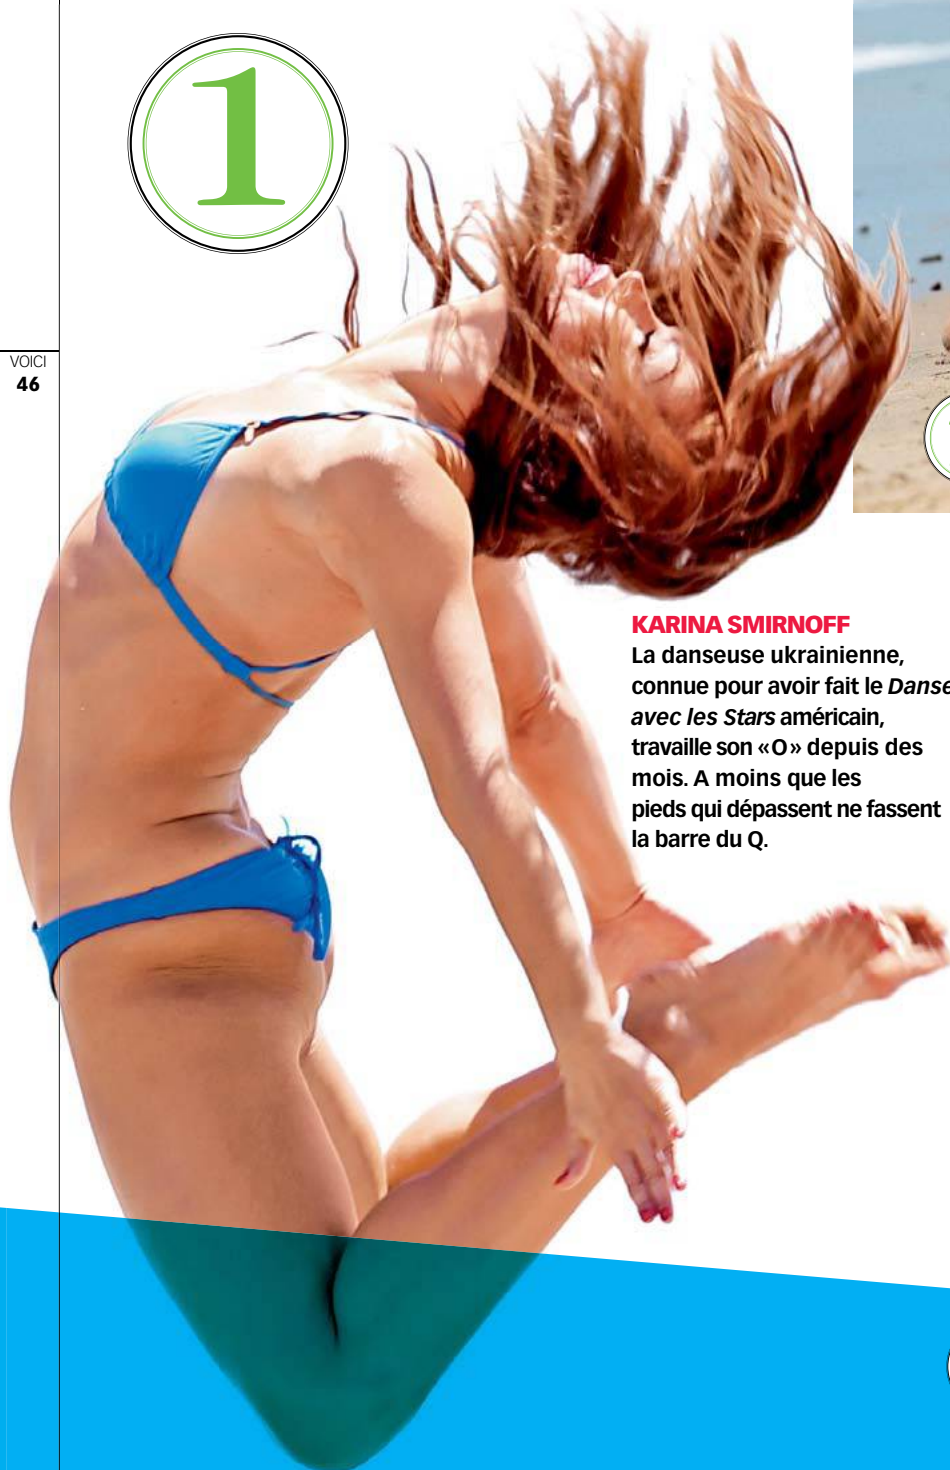 1
VOICI
46
KARINA SMIRNOFF
La danseuse ukrainienne,
connue pour avoir fait le Danse
avec les Stars américain,
travaille son «O» depuis des
mois. A moins que les
pieds qui dépassent ne fassent
la barre du Q.